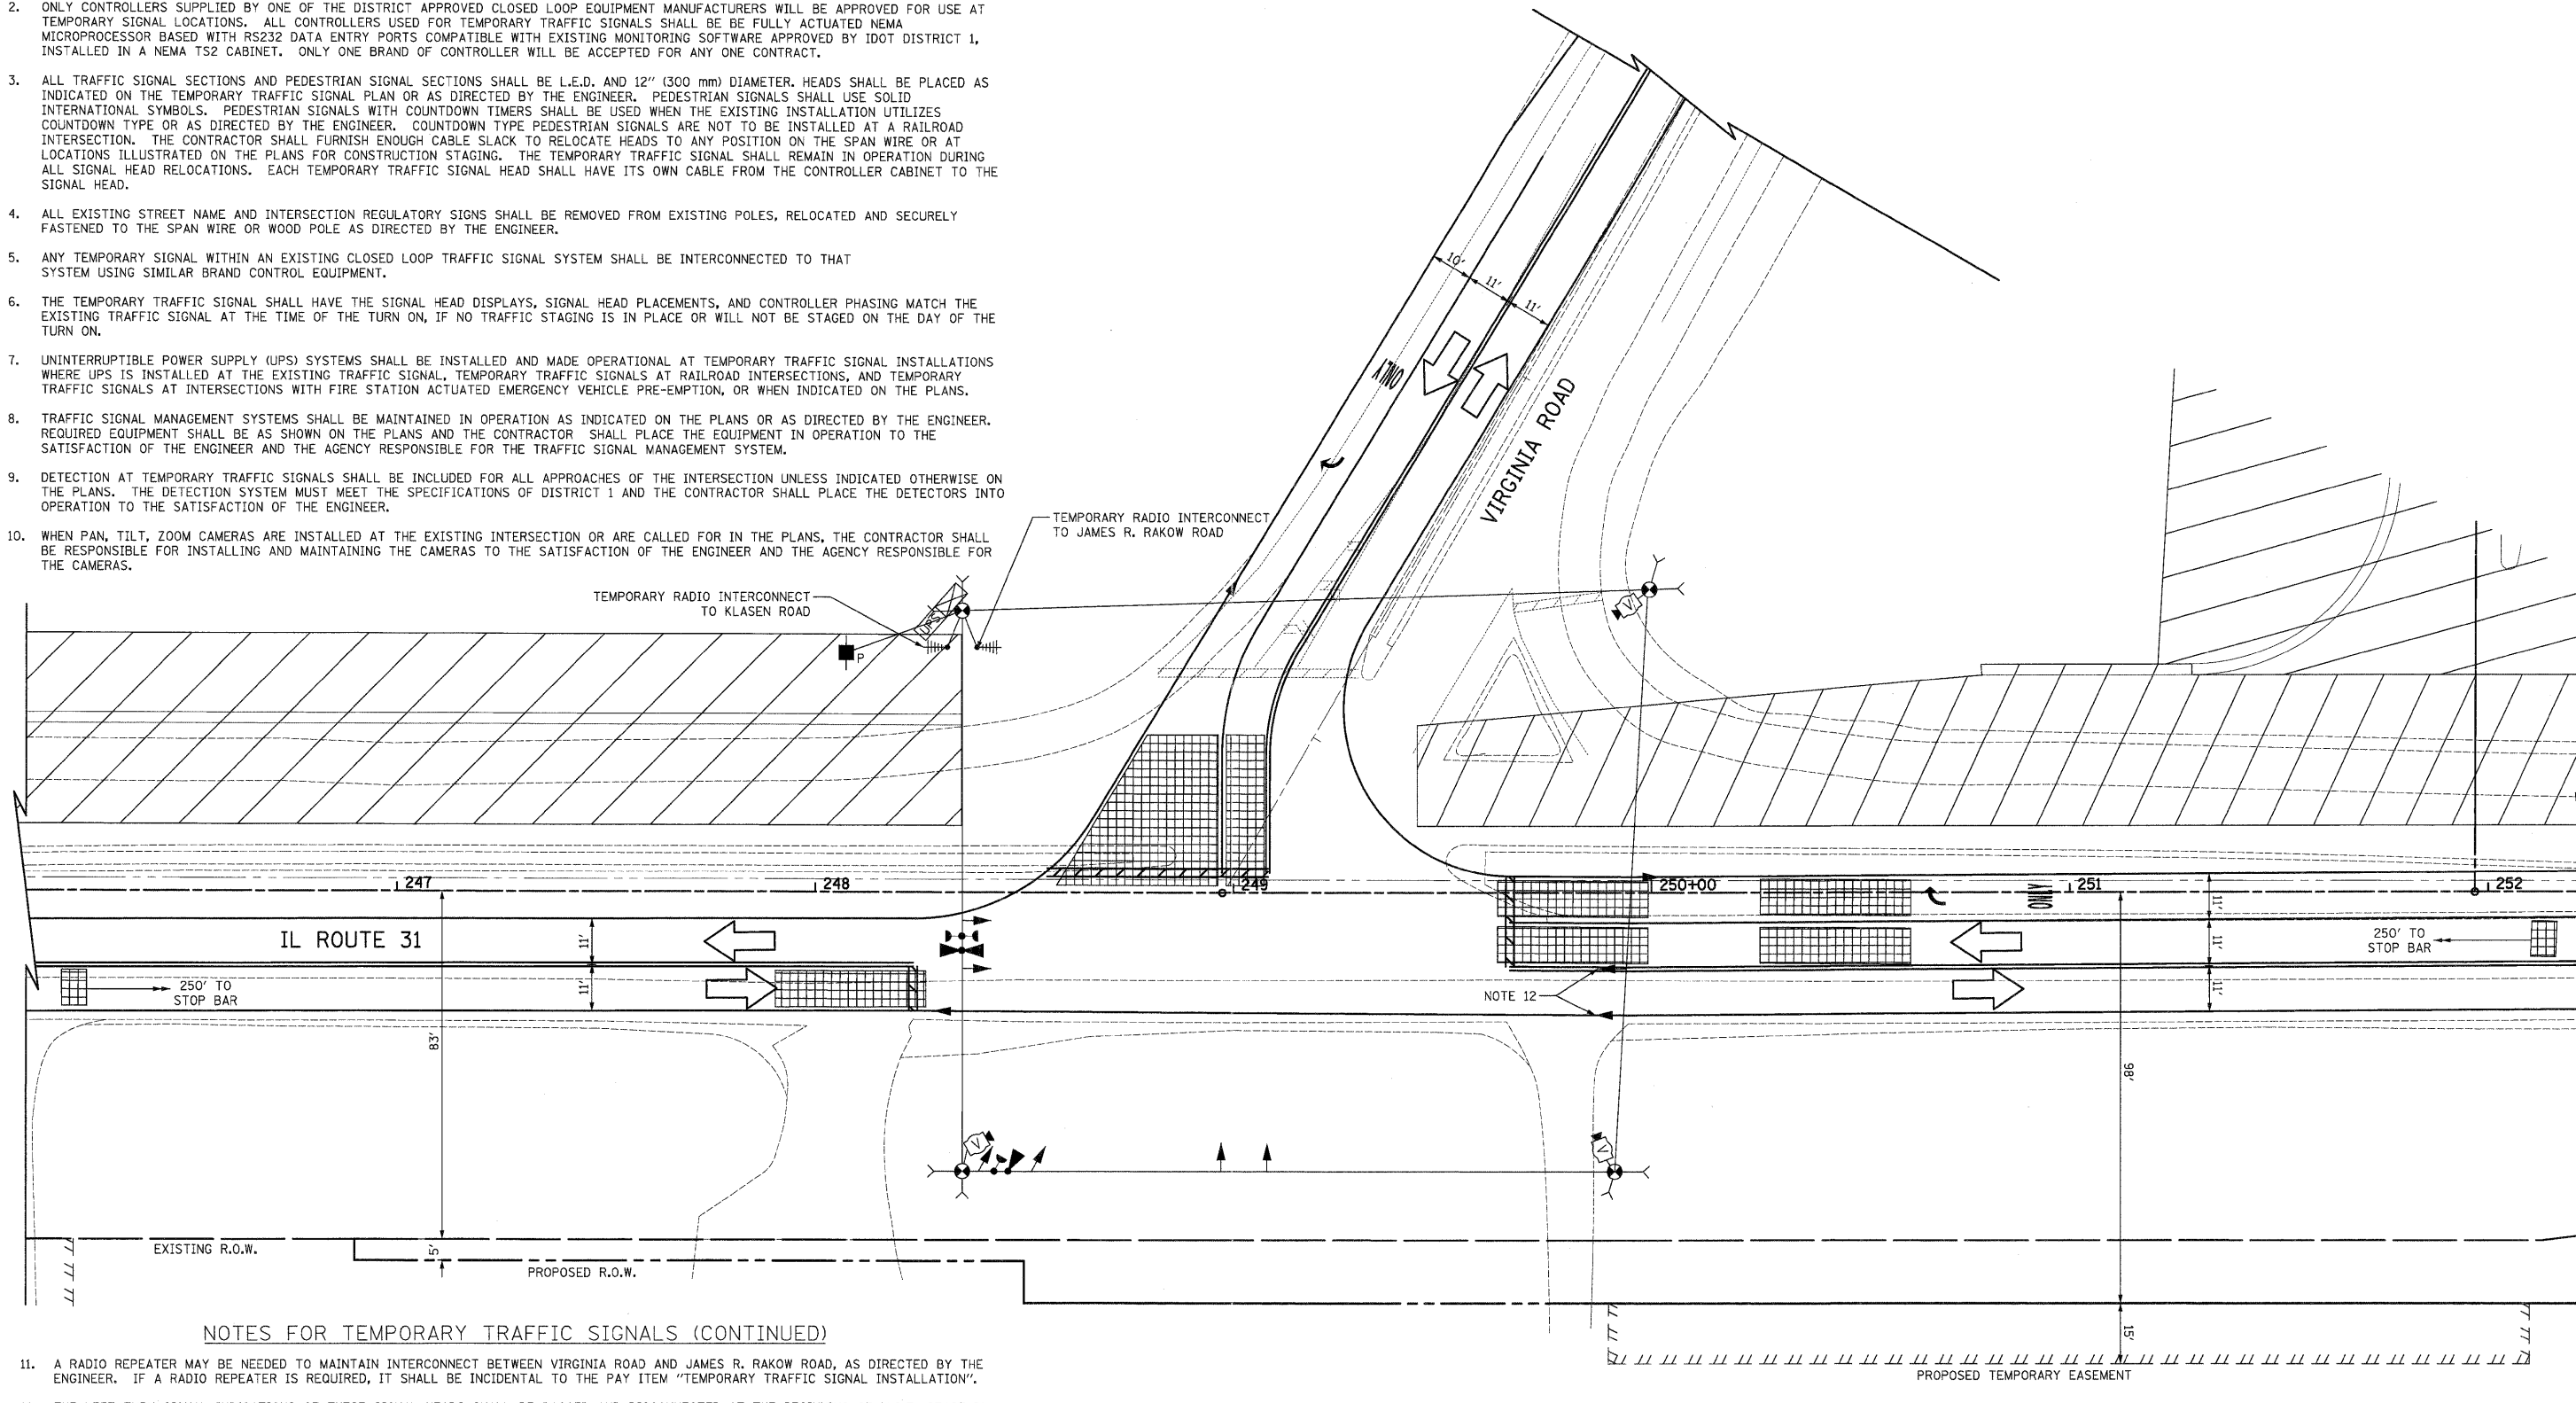 2. ONLY CONTROLLERS SUPPLIED BY ONE OF THE DISTRICT APPROVED CLOSED LOOP EQUIPMENT MANUFACTURERS WILL BE APPROVED FOR USE AT
TEMPORARY SIGNAL LOCATIONS. ALL CONTROLLERS USED FOR TEMPORARY TRAFFIC SIGNALS SHALL BE BE FULLY ACTUATED NEMA
MICROPROCESSOR BASED WITH RS232 DATA ENTRY PORTS COMPATIBLE WITH EXISTING MONITORING SOFTWARE APPROVED BY IDOT DISTRICT 1,
INSTALLED IN A NEMA TS2 CABINET. ONLY ONE BRAND OF CONTROLLER WILL BE ACCEPTED FOR ANY ONE CONTRACT.
3. ALL TRAFFIC SIGNAL SECTIONS AND PEDESTRIAN SIGNAL SECTIONS SHALL BE L.E.D. AND 12" (300 mm) DIAMETER. HEADS SHALL BE PLACED AS
INDICATED ON THE TEMPORARY TRAFFIC SIGNAL PLAN OR AS DIRECTED BY THE ENGINEER. PEDESTRIAN SIGNALS SHALL USE SOLID
INTERNATIONAL SYMBOLS. PEDESTRIAN SIGNALS WITH COUNTDOWN TIMERS SHALL BE USED WHEN THE EXISTING INSTALLATION UTILIZES
COUNTDOWN TYPE OR AS DIRECTED BY THE ENGINEER. COUNTDOWN TYPE PEDESTRIAN SIGNALS ARE NOT TO BE INSTALLED AT A RAILROAD
INTERSECTION. THE CONTRACTOR SHALL FURNISH ENOUGH CABLE SLACK TO RELOCATE HEADS TO ANY POSITION ON THE SPAN WIRE OR AT
LOCATIONS ILLUSTRATED ON THE PLANS FOR CONSTRUCTION STAGING. THE TEMPORARY TRAFFIC SIGNAL SHALL REMAIN IN OPERATION DURING
ALL SIGNAL HEAD RELOCATIONS. EACH TEMPORARY TRAFFIC SIGNAL HEAD SHALL HAVE ITS OWN CABLE FROM THE CONTROLLER CABINET TO THE
SIGNAL HEAD.
4. ALL EXISTING STREET NAME AND INTERSECTION REGULATORY SIGNS SHALL BE REMOVED FROM EXISTING POLES, RELOCATED AND SECURELY
FASTENED TO THE SPAN WIRE OR WOOD POLE AS DIRECTED BY THE ENGINEER.
5. ANY TEMPORARY SIGNAL WITHIN AN EXISTING CLOSED LOOP TRAFFIC SIGNAL SYSTEM SHALL BE INTERCONNECTED TO THAT
SYSTEM USING SIMILAR BRAND CONTROL EQUIPMENT.
6. THE TEMPORARY TRAFFIC SIGNAL SHALL HAVE THE SIGNAL HEAD DISPLAYS, SIGNAL HEAD PLACEMENTS, AND CONTROLLER PHASING MATCH THE
EXISTING TRAFFIC SIGNAL AT THE TIME OF THE TURN ON, IF NO TRAFFIC STAGING IS IN PLACE OR WILL NOT BE STAGED ON THE DAY OF THE
TURN ON.
7. UNINTERRUPTIBLE POWER SUPPLY (UPS) SYSTEMS SHALL BE INSTALLED AND MADE OPERATIONAL AT TEMPORARY TRAFFIC SIGNAL INSTALLATIONS
WHERE UPS IS INSTALLED AT THE EXISTING TRAFFIC SIGNAL, TEMPORARY TRAFFIC SIGNALS AT RAILROAD INTERSECTIONS, AND TEMPORARY
TRAFFIC SIGNALS AT INTERSECTIONS WITH FIRE STATION ACTUATED EMERGENCY VEHICLE PRE-EMPTION, OR WHEN INDICATED ON THE PLANS.
8. TRAFFIC SIGNAL MANAGEMENT SYSTEMS SHALL BE MAINTAINED IN OPERATION AS INDICATED ON THE PLANS OR AS DIRECTED BY THE ENGINEER.
REQUIRED EQUIPMENT SHALL BE AS SHOWN ON THE PLANS AND THE CONTRACTOR SHALL PLACE THE EQUIPMENT IN OPERATION TO THE
SATISFACTION OF THE ENGINEER AND THE AGENCY RESPONSIBLE FOR THE TRAFFIC SIGNAL MANAGEMENT SYSTEM.
9. DETECTION AT TEMPORARY TRAFFIC SIGNALS SHALL BE INCLUDED FOR ALL APPROACHES OF THE INTERSECTION UNLESS INDICATED OTHERWISE ON
THE PLANS. THE DETECTION SYSTEM MUST MEET THE SPECIFICATIONS OF DISTRICT 1 AND THE CONTRACTOR SHALL PLACE THE DETECTORS INTO
OPERATION TO THE SATISFACTION OF THE ENGINEER.
10. WHEN PAN, TILT, ZOOM CAMERAS ARE INSTALLED AT THE EXISTING INTERSECTION OR ARE CALLED FOR IN THE PLANS, THE CONTRACTOR SHALL
BE RESPONSIBLE FOR INSTALLING AND MAINTAINING THE CAMERAS TO THE SATISFACTION OF THE ENGINEER AND THE AGENCY RESPONSIBLE FOR
THE CAMERAS.
10'
11'
11'
ONLY
VIRGINIA ROAD
TEMPORARY RADIO INTERCONNECT
TO JAMES R. RAKOW ROAD
TEMPORARY RADIO INTERCONNECT
TO KLASEN ROAD
UPS
P
V
247
248
249
250+00
251
252
ONLY
IL ROUTE 31
11'
11'
11'
11'
11'
250' TO
STOP BAR
250' TO
STOP BAR
NOTE 12
83'
98'
V
V
EXISTING R.O.W.
5'
PROPOSED R.O.W.
15'
PROPOSED TEMPORARY EASEMENT
NOTES FOR TEMPORARY TRAFFIC SIGNALS (CONTINUED)
11. A RADIO REPEATER MAY BE NEEDED TO MAINTAIN INTERCONNECT BETWEEN VIRGINIA ROAD AND JAMES R. RAKOW ROAD, AS DIRECTED BY THE
ENGINEER. IF A RADIO REPEATER IS REQUIRED, IT SHALL BE INCIDENTAL TO THE PAY ITEM "TEMPORARY TRAFFIC SIGNAL INSTALLATION".